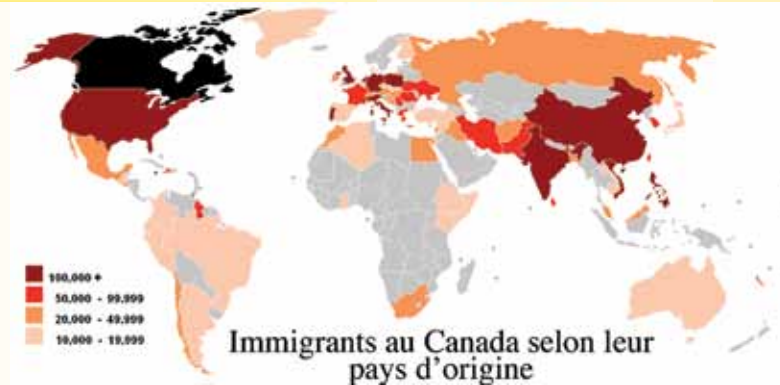 100,000 +
50,000 - 99,999
20,000 - 49,999
10,000 - 19,999
Immigrants au Canada selon leur
pays d'origine